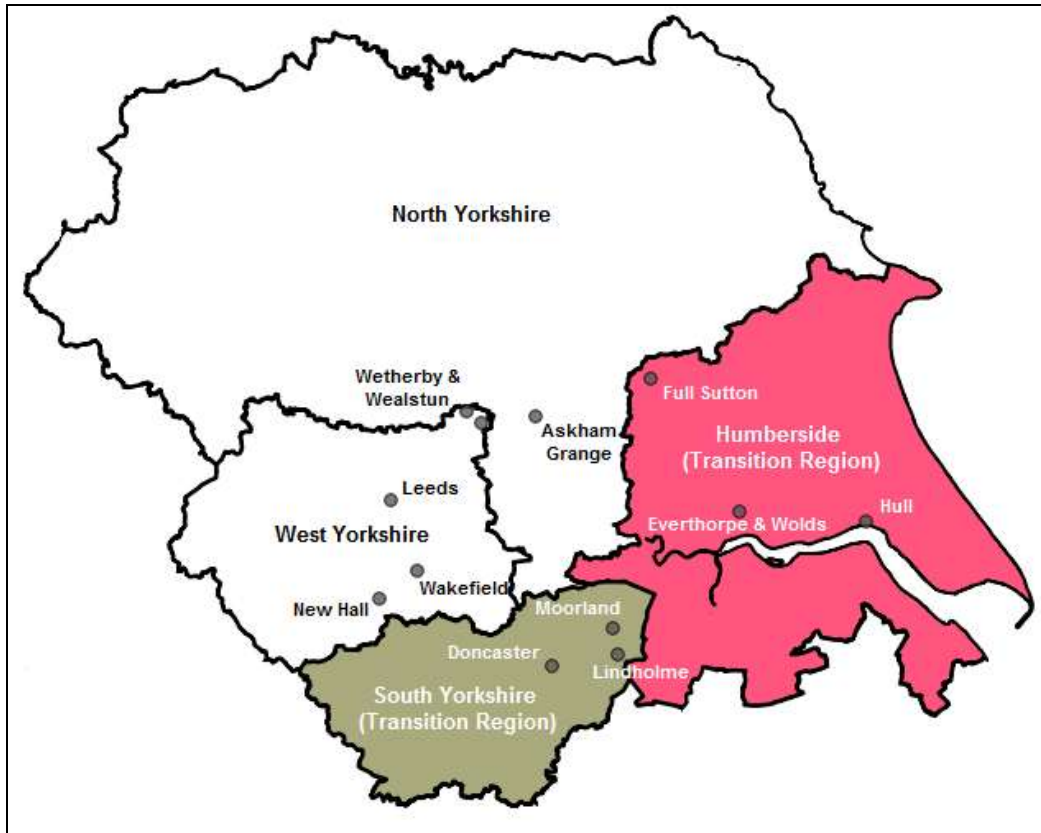 North Yorkshire
Wetherby &
Wealstun
Askham
Grange
Full Sutton
Humberside
(Transition Region)
Leeds
West Yorkshire
Everthorpe & Wolds
Hull
Wakefield
New Hall
Moorland
Doncaster
Lindholme
South Yorkshire
(Transition Region)